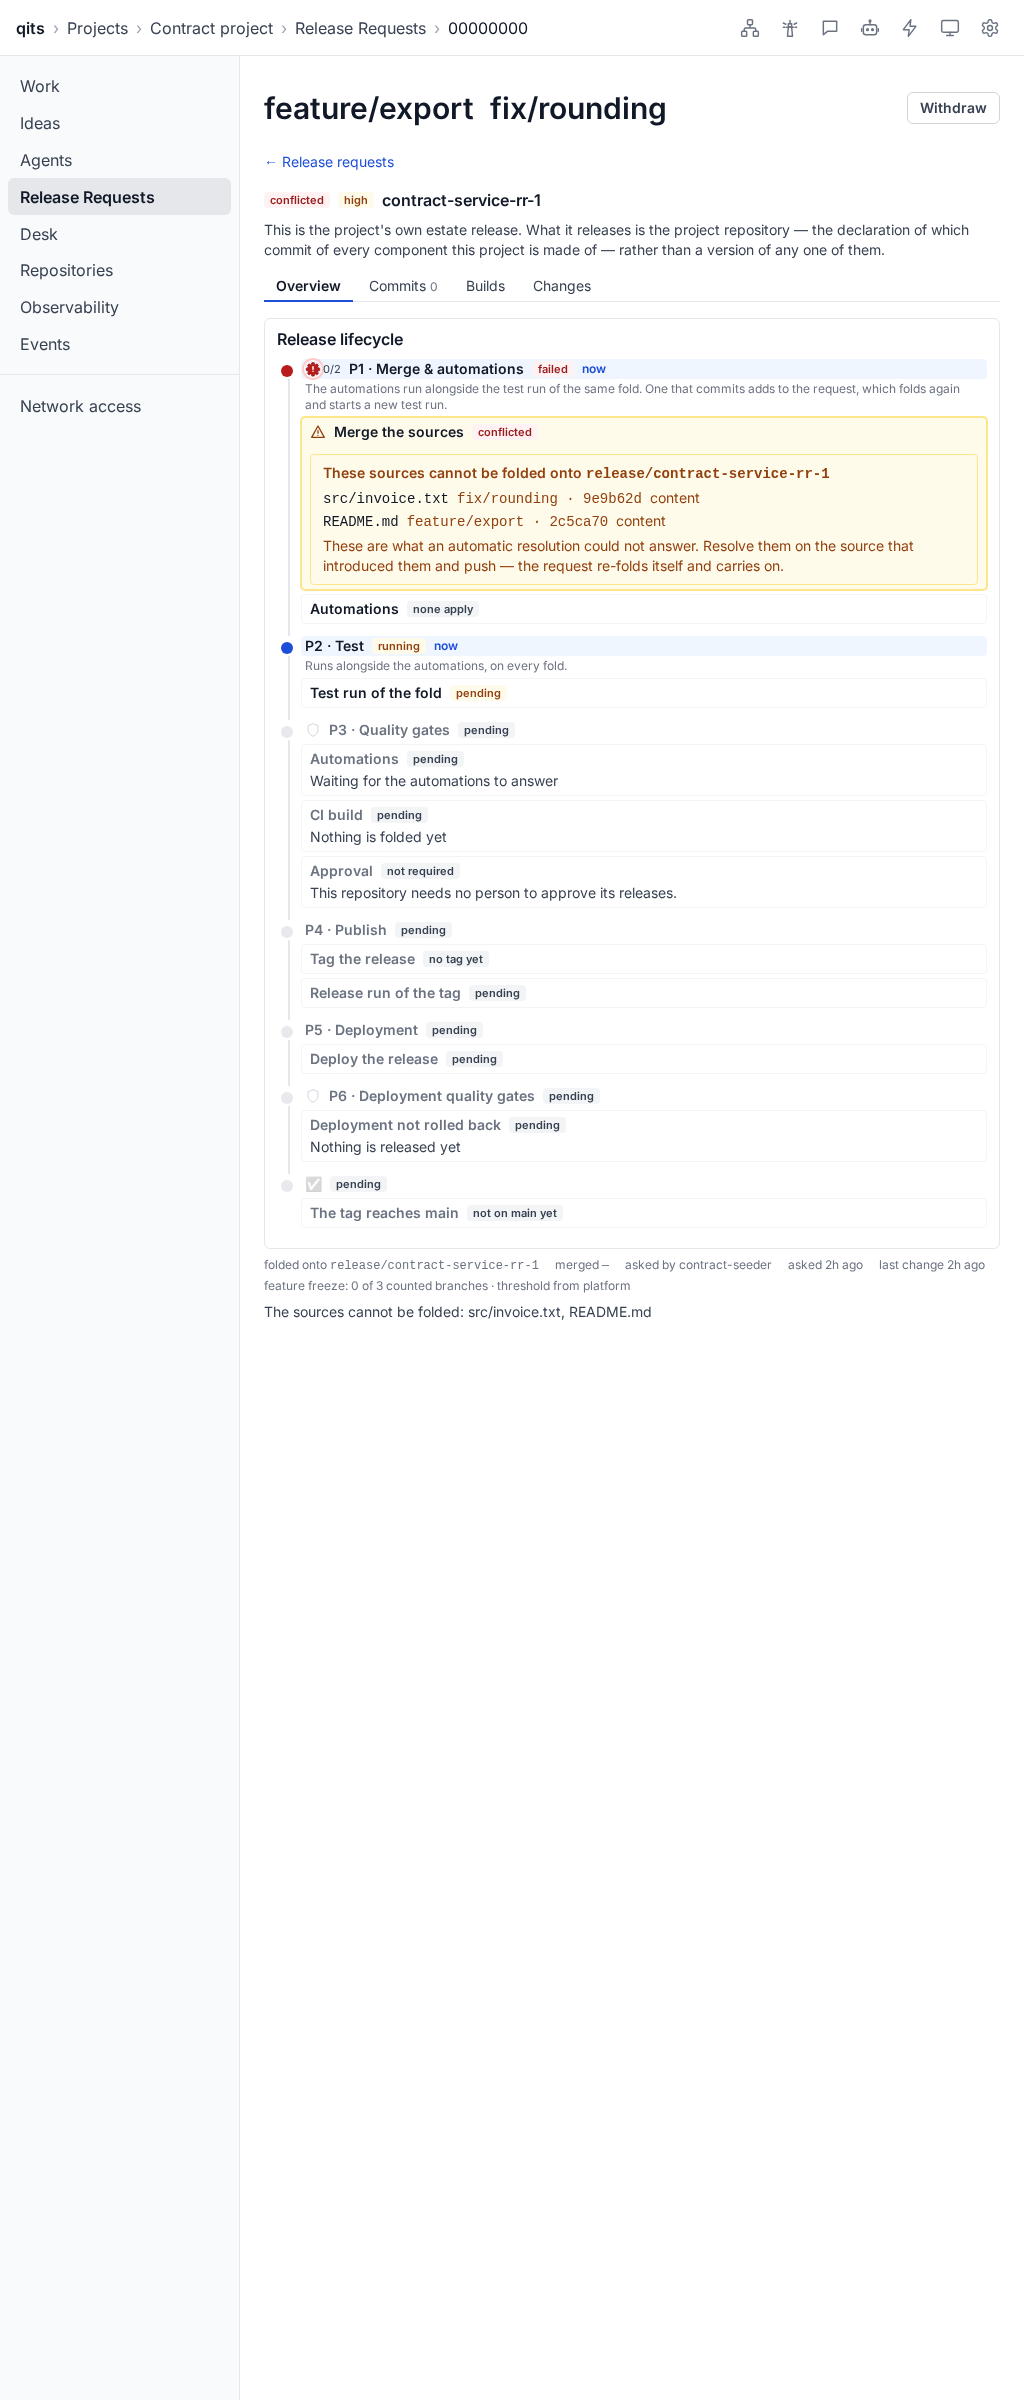 qits › Projects › Contract project › Release Requests › 00000000
Work
Ideas
Agents
Release Requests
Desk
Repositories
Observability
Events
Network access
feature/export fix/rounding
Withdraw
← Release requests
conflicted high contract-service-rr-1
This is the project's own estate release. What it releases is the project repository — the declaration of which
commit of every component this project is made of — rather than a version of any one of them.
Overview Commits 0 Builds Changes
Release lifecycle
0/2 P1 · Merge & automations failed now
The automations run alongside the test run of the same fold. One that commits adds to the request, which folds again
and starts a new test run.
Merge the sources conflicted
These sources cannot be folded onto release/contract-service-rr-1
src/invoice.txt fix/rounding · 9e9b62d content
README.md feature/export · 2c5ca70 content
These are what an automatic resolution could not answer. Resolve them on the source that
introduced them and push — the request re-folds itself and carries on.
Automations none apply
P2 · Test running now
Runs alongside the automations, on every fold.
Test run of the fold pending
P3 · Quality gates pending
Automations pending
Waiting for the automations to answer
CI build pending
Nothing is folded yet
Approval not required
This repository needs no person to approve its releases.
P4 · Publish pending
Tag the release no tag yet
Release run of the tag pending
P5 · Deployment pending
Deploy the release pending
P6 · Deployment quality gates pending
Deployment not rolled back pending
Nothing is released yet
✅ pending
The tag reaches main not on main yet
folded onto release/contract-service-rr-1 merged — asked by contract-seeder asked 2h ago last change 2h ago
feature freeze: 0 of 3 counted branches · threshold from platform
The sources cannot be folded: src/invoice.txt, README.md